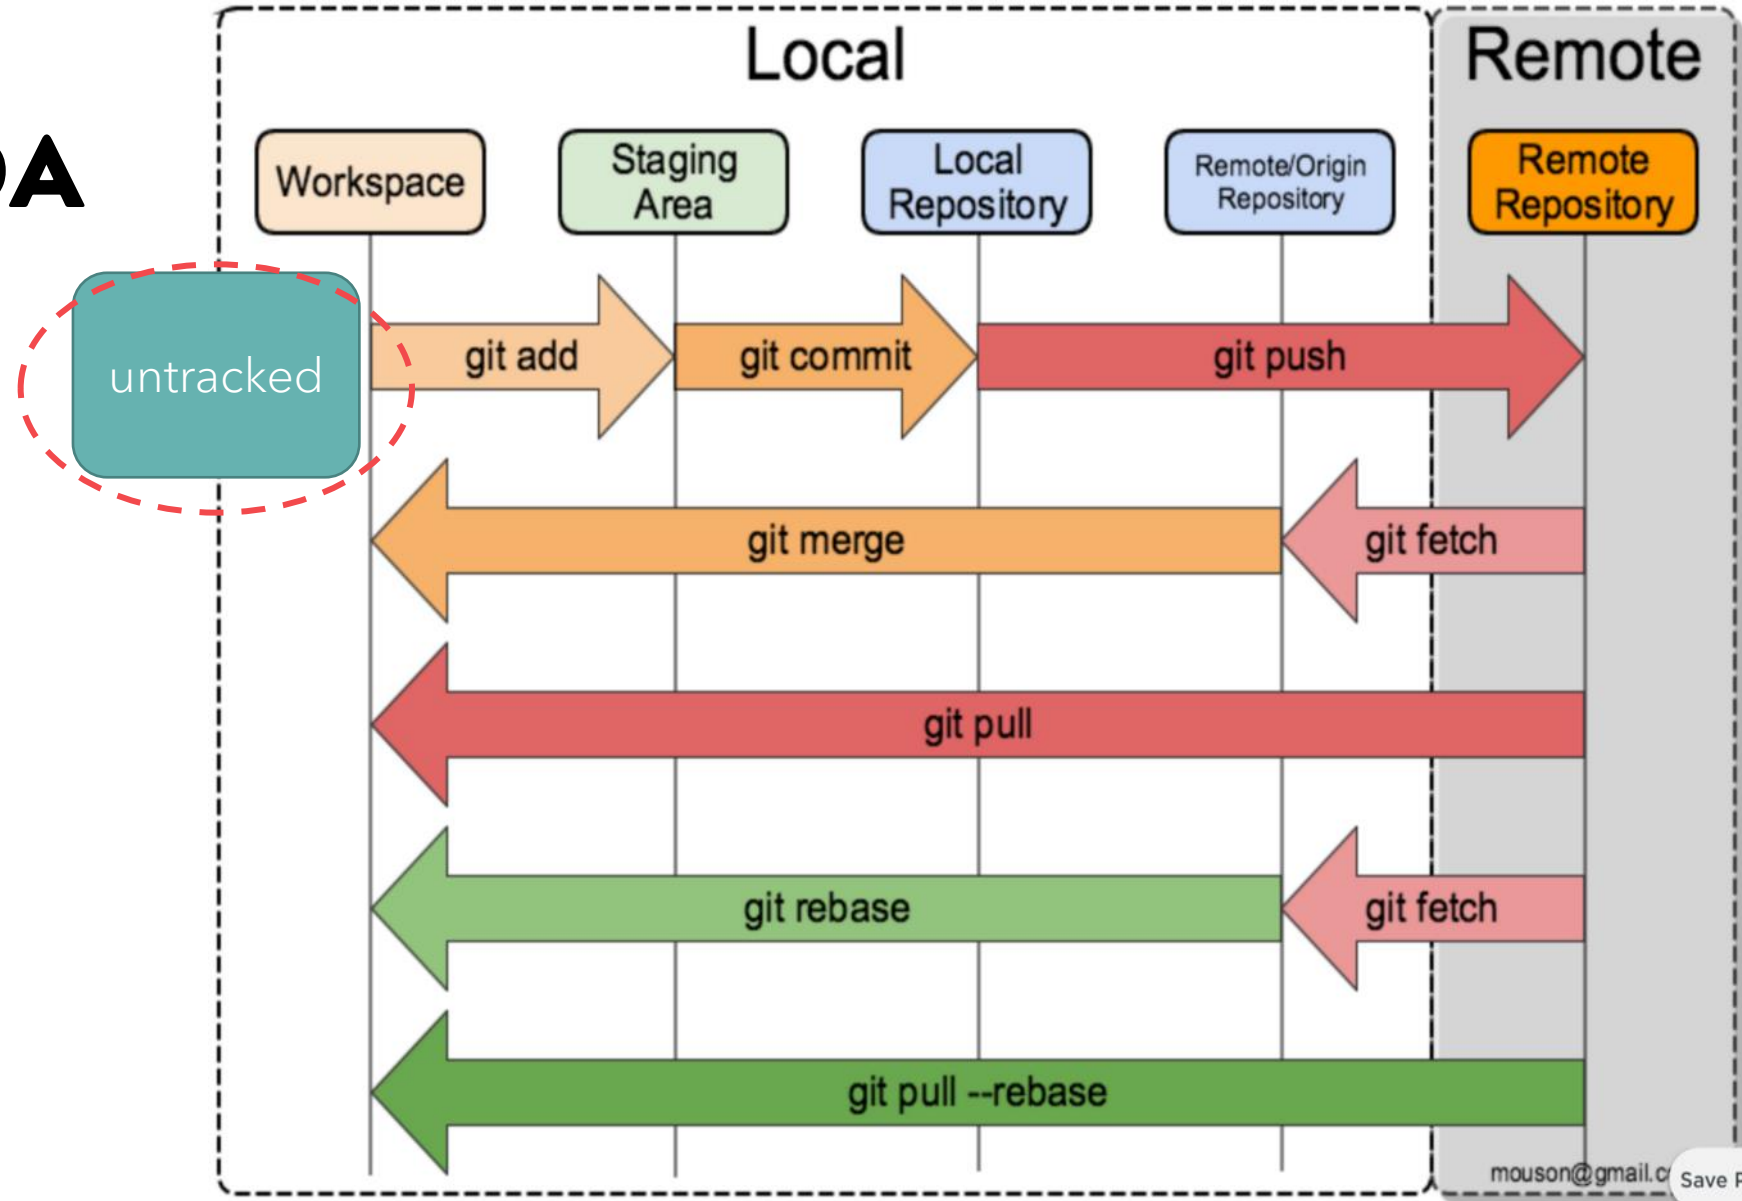 Local
Remote
Workspace
Staging
Area
Local
Repository
Remote/Origin
Repository
Remote
Repository
untracked
git add
git commit
git push
git merge
git fetch
git pull
git rebase
git fetch
git pull --rebase
Save